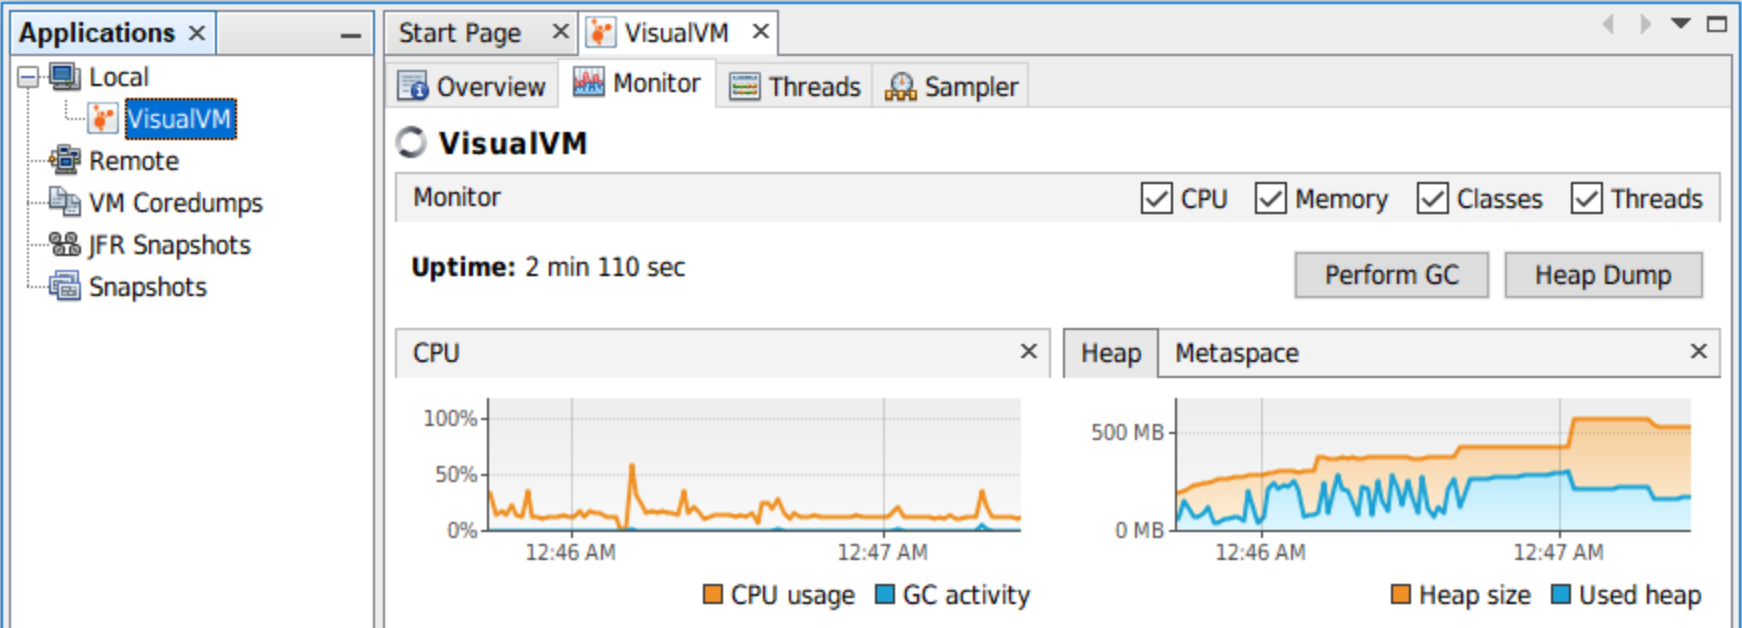 Applications
Local
VisualVM
Remote
VM Coredumps
JFR Snapshots
Snapshots
Start Page
VisualVM
Overview
Monitor
Threads
Sampler
VisualVM
Monitor
CPU
Memory
Classes
Threads
Uptime: 2 min 110 sec
Perform GC
Heap Dump
CPU
100%
50%
0%
12:46 AM
12:47 AM
CPU usage
GC activity
Heap
Metaspace
500 MB
0 MB
12:46 AM
12:47 AM
Heap size
Used heap